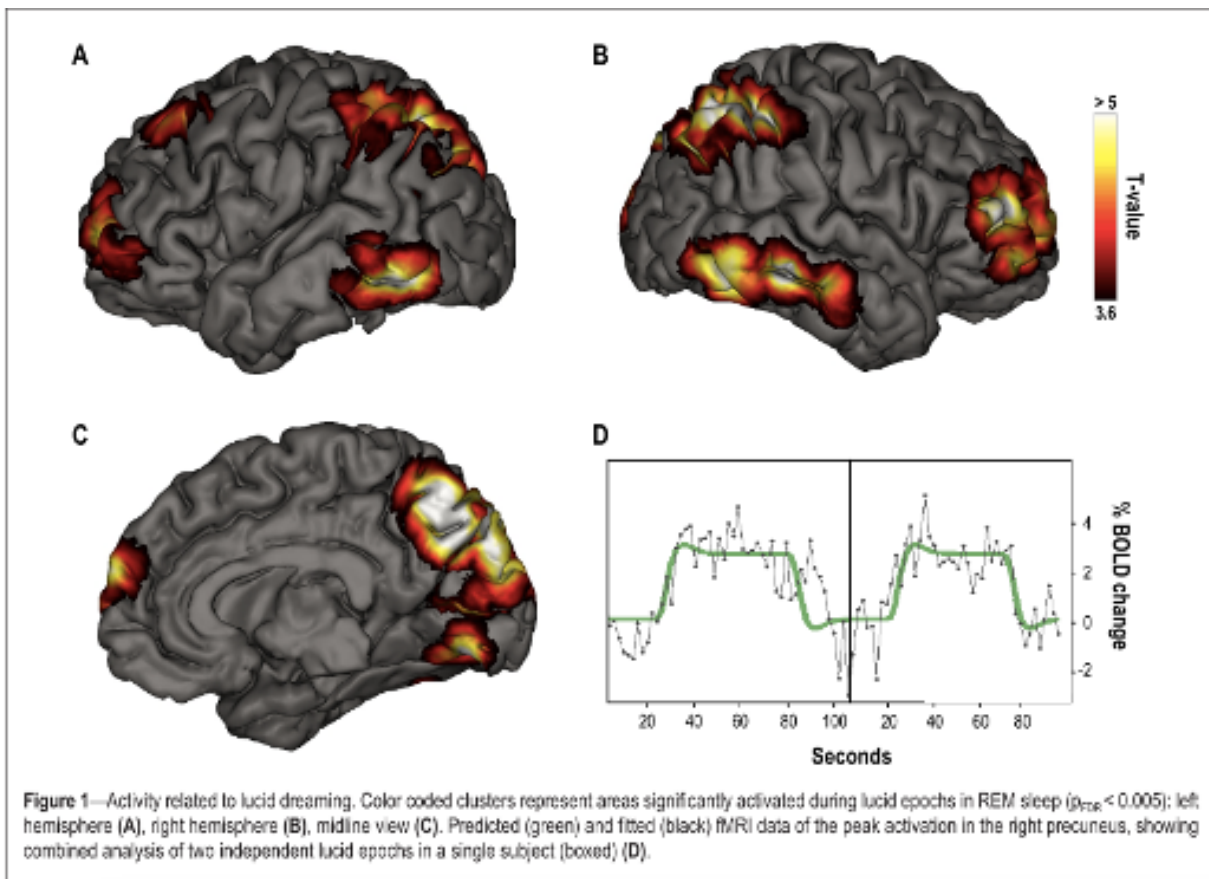 A
B
> 5
T-value
3.6
C
D
4
2
0
-2
% BOLD change
20 40 60 80 100 20 40 60 80
Seconds
Figure 1—Activity related to lucid dreaming. Color coded clusters represent areas significantly activated during lucid epochs in REM sleep (pFDR < 0.005): left
hemisphere (A), right hemisphere (B), midline view (C). Predicted (green) and fitted (black) fMRI data of the peak activation in the right precuneus, showing
combined analysis of two independent lucid epochs in a single subject (boxed) (D).